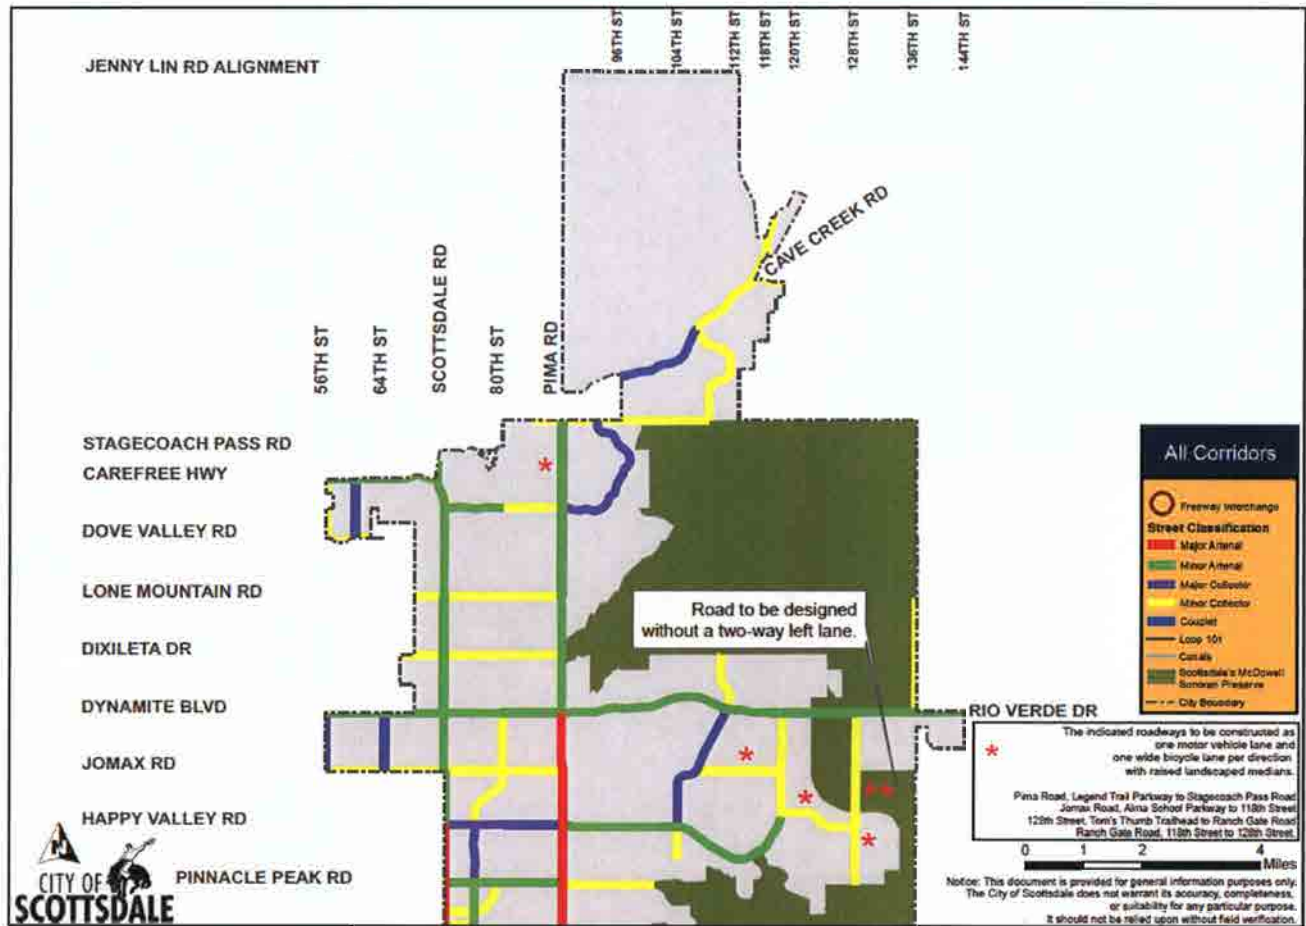 JENNY LIN RD ALIGNMENT
96TH ST
104TH ST
112TH ST
118TH ST
120TH ST
128TH ST
136TH ST
144TH ST
CAVE CREEK RD
56TH ST
64TH ST
SCOTTSDALE RD
80TH ST
PIMA RD
STAGECOACH PASS RD
CAREFREE HWY
DOVE VALLEY RD
LONE MOUNTAIN RD
DIXILETA DR
DYNAMITE BLVD
JOMAX RD
HAPPY VALLEY RD
PINNACLE PEAK RD
*
Road to be designed
without a two-way left lane.
RIO VERDE DR
*
*
**
*
All Corridors
Freeway Interchange
Street Classification
Major Arterial
Minor Arterial
Major Collector
Minor Collector
Couplet
Loop 101
Canals
Scottsdale's McDowell
Sonoran Preserve
City Boundary
*
The indicated roadways to be constructed as
one motor vehicle lane and
one wide bicycle lane per direction
with raised landscaped medians.
Pima Road, Legend Trail Parkway to Stagecoach Pass Road
Jomax Road, Alma School Parkway to 118th Street
128th Street, Tom's Thumb Trailhead to Ranch Gate Road
Ranch Gate Road, 118th Street to 128th Street.
0 1 2 4
Miles
Notice: This document is provided for general information purposes only.
The City of Scottsdale does not warrant its accuracy, completeness,
or suitability for any particular purpose.
It should not be relied upon without field verification.
N
CITY OF
SCOTTSDALE